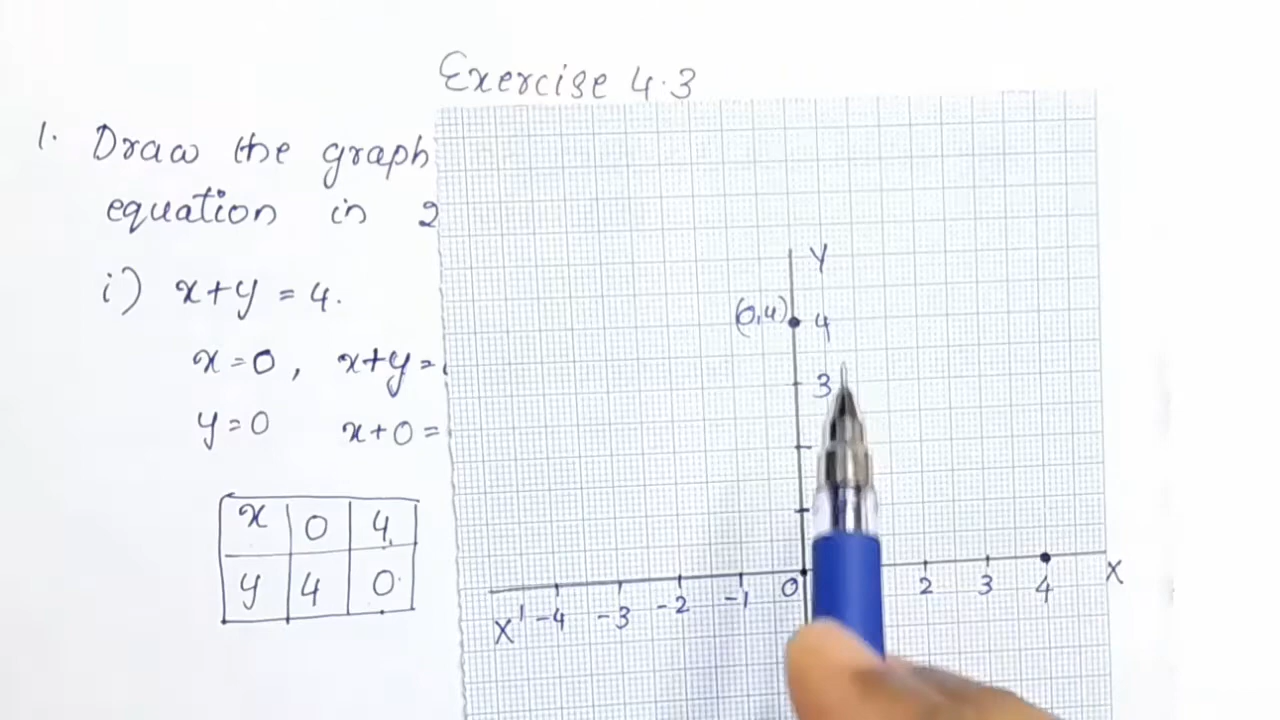 Exercise 4.3
1. Draw the graph
equation in 2
i) x+y = 4.
x=0, x+y=
y=0 x+0=
x 0 4
y 4 0
Y
(0,4) 4
3
X' -4 -3 -2 -1 0 2 3 4 X